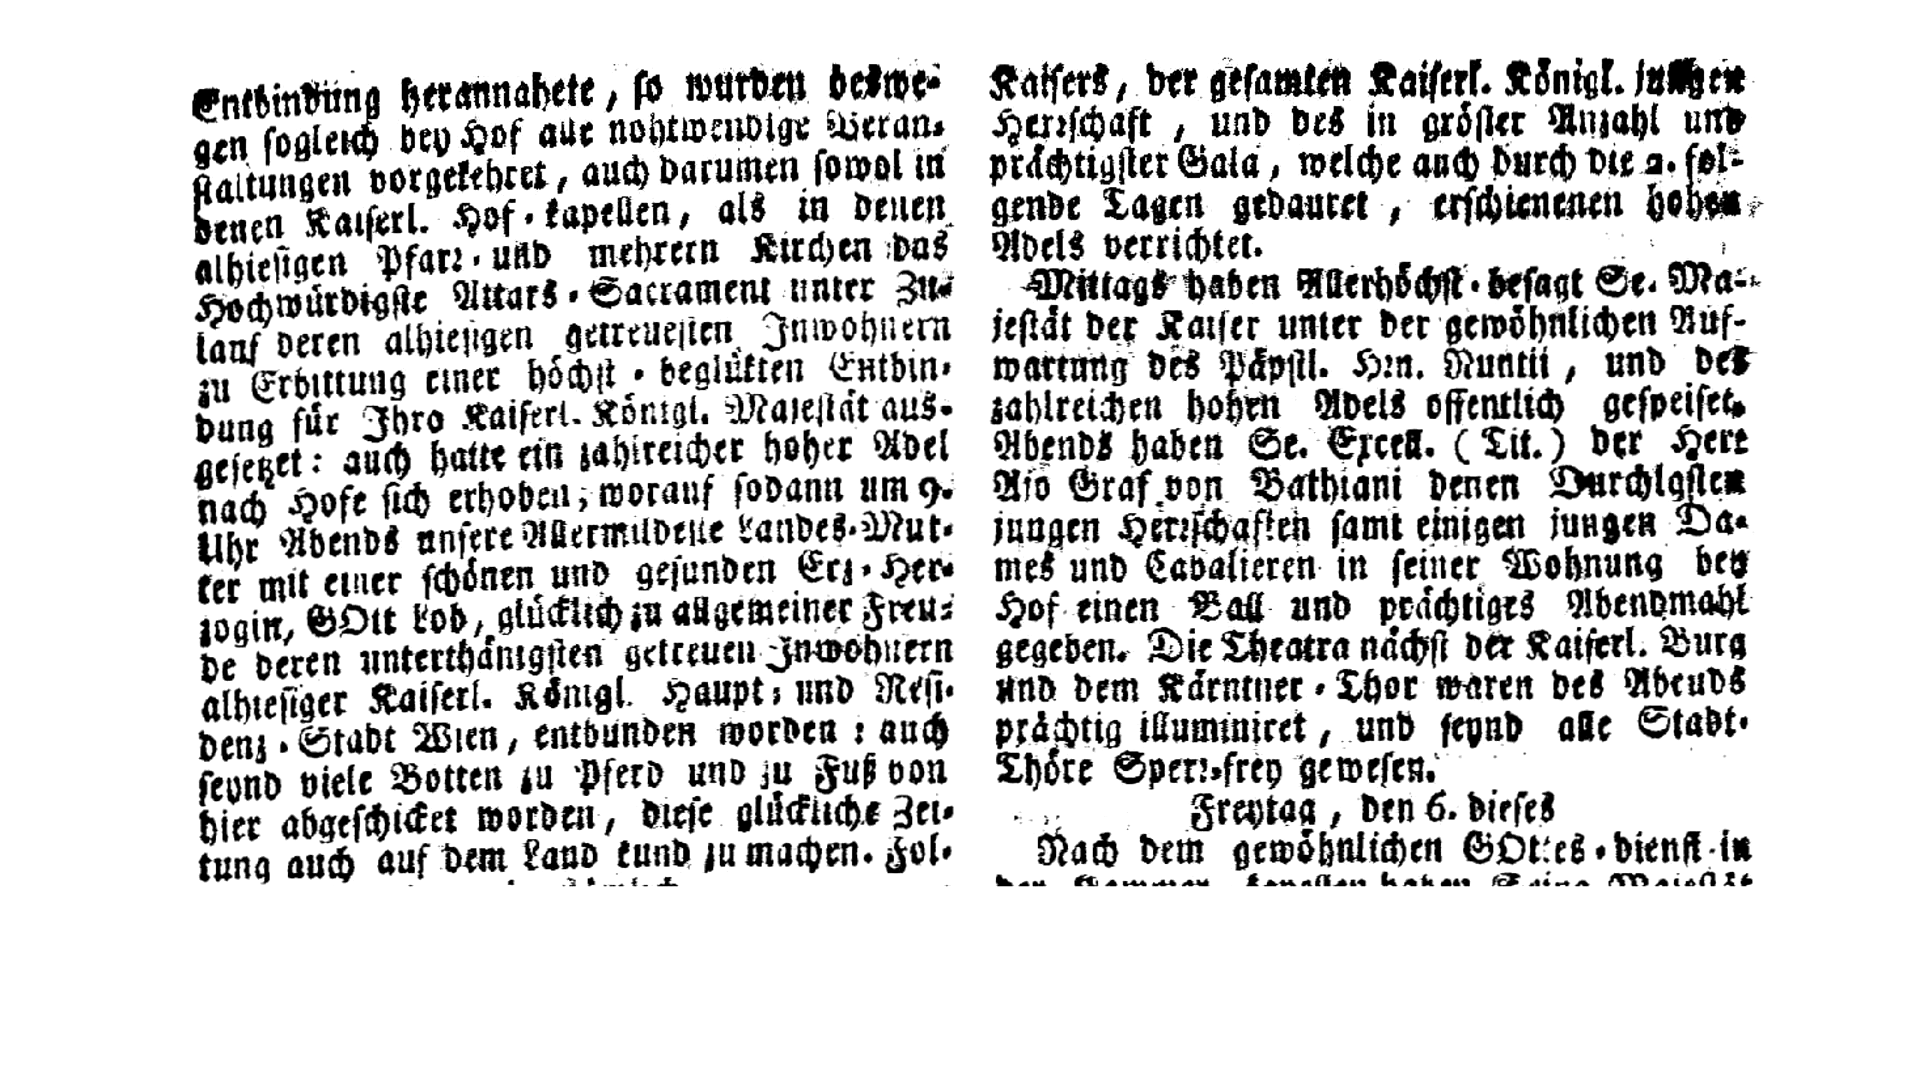 Entbindung herannahete, so wurden deswe-
gen sogleich bey Hof alle nohtwendige Veran-
staltungen vorgekehret, auch darumen sowol in
denen Kaiserl. Hof-kapellen, als in denen
alhiesigen Pfarr- und mehrern Kirchen das
Hochwürdigste Altars-Sacrament unter Zu-
lauf deren alhiesigen getreuesten Inwohnern
zu Erbittung einer höchst-beglükten Entbin-
dung für Ihro Kaiserl. Königl. Majestät aus-
gesetzet: auch hatte ein zahlreicher hoher Adel
nach Hofe sich erhoben, worauf sodann um 9.
Uhr Abends unsere Allermildeste Landes-Mut-
ter mit einer schönen und gesunden Erz-Her-
zogin, GOtt Lob, glücklich zu allgemeiner Freu-
de deren unterthänigsten getreuen Inwohnern
alhiesiger Kaiserl. Königl. Haupt- und Resi-
denz-Stadt Wien, entbunden worden: auch
seynd viele Botten zu Pferd und zu Fuß von
hier abgeschicket worden, diese glückliche Zei-
tung auch auf dem Land kund zu machen. Fol-
Kaisers, der gesamten Kaiserl. Königl. jungen
Herrschaft, und des in gröster Anzahl und
prächtigster Gala, welche auch durch die 2. fol-
gende Tagen gedauret, erschienenen hohen
Adels verrichtet.
Mittags haben Allerhöchst-besagt Se. Ma-
jestät der Kaiser unter der gewöhnlichen Auf-
wartung des Päpstl. Hrn. Nuntii, und des
zahlreichen hohen Adels offentlich gespeiset.
Abends haben Se. Excell. (Tit.) der Herr
Ajo Graf von Bathiani denen Durchlgsten
jungen Herrschaften samt einigen jungen Da-
mes und Cavalieren in seiner Wohnung bey
Hof einen Ball und prächtiges Abendmahl
gegeben. Die Theatra nächst der Kaiserl. Burg
und dem Kärntner-Thor waren des Abends
prächtig illuminiret, und seynd alle Stadt-
Thöre Sperr-frey gewesen.
Freytag, den 6. dieses
Nach dem gewöhnlichen GOttes-dienst in